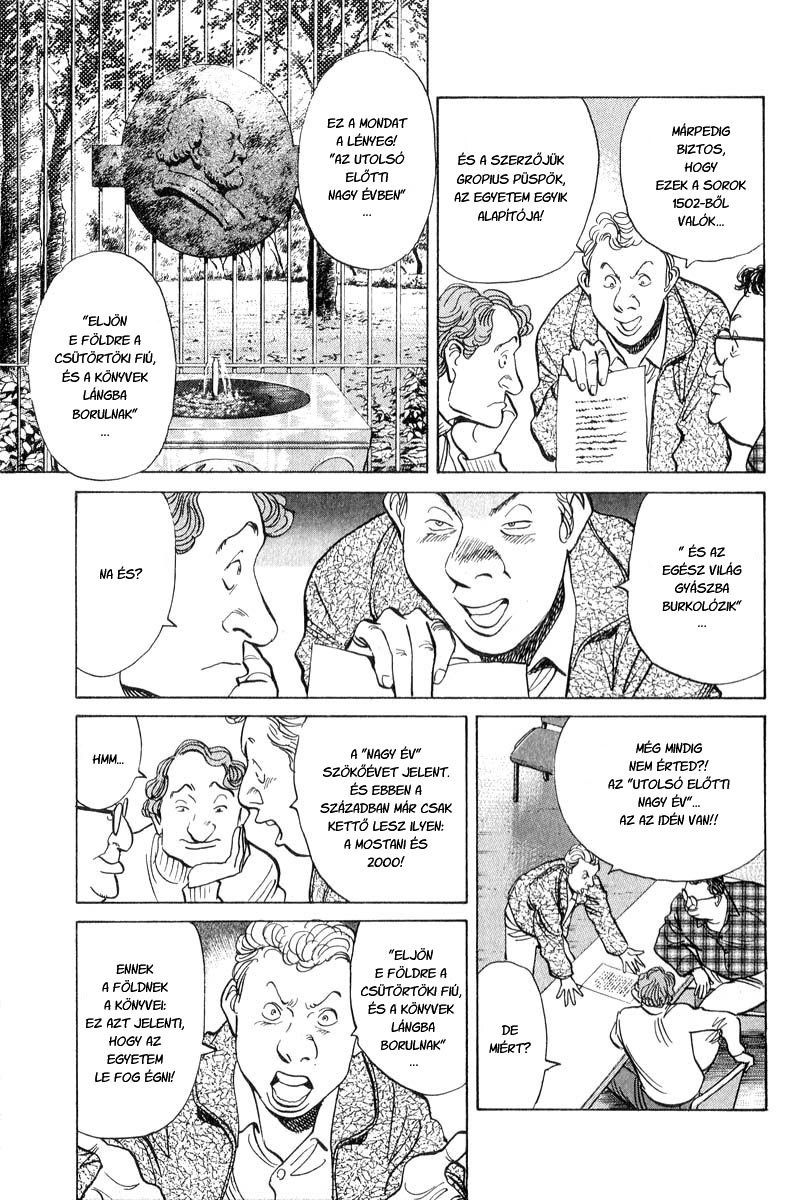 MÁRPEDIG
BIZTOS,
HOGY
EZEK A SOROK
1502-BŐL
VALÓK...
ÉS A SZERZŐJÜK
GROPIUS PÜSPÖK,
AZ EGYETEM EGYIK
ALAPÍTÓJA!
EZ A MONDAT
A LÉNYEG!
"AZ UTOLSÓ
ELŐTTI
NAGY ÉVBEN"
...
"ELJÖN
E FÖLDRE A
CSÜTÖRTÖKI FIÚ,
ÉS A KÖNYVEK
LÁNGBA
BORULNAK"
...
" ÉS AZ
EGÉSZ VILÁG
GYÁSZBA
BURKOLÓZIK"
...
NA ÉS?
MÉG MINDIG
NEM ÉRTED?!
AZ "UTOLSÓ ELŐTTI
NAGY ÉV"...
AZ AZ IDÉN VAN!!
DE
MIÉRT?
A "NAGY ÉV"
SZÖKŐÉVET JELENT.
ÉS EBBEN A
SZÁZADBAN MÁR CSAK
KETTŐ LESZ ILYEN:
A MOSTANI ÉS
2000!
HMM...
"ELJÖN
E FÖLDRE A
CSÜTÖRTÖKI FIÚ,
ÉS A KÖNYVEK
LÁNGBA
BORULNAK"
...
ENNEK
A FÖLDNEK
A KÖNYVEI:
EZ AZT JELENTI,
HOGY AZ
EGYETEM
LE FOG ÉGNI!